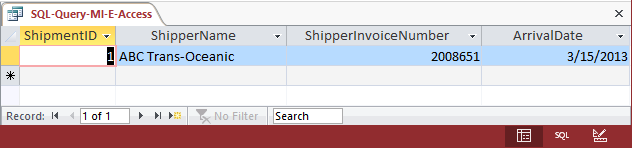 SQL-Query-MI-E-Access
ShipmentID ShipperName ShipperInvoiceNumber ArrivalDate
1 ABC Trans-Oceanic 2008651 3/15/2013
Record: 1 of 1 No Filter Search
SQL